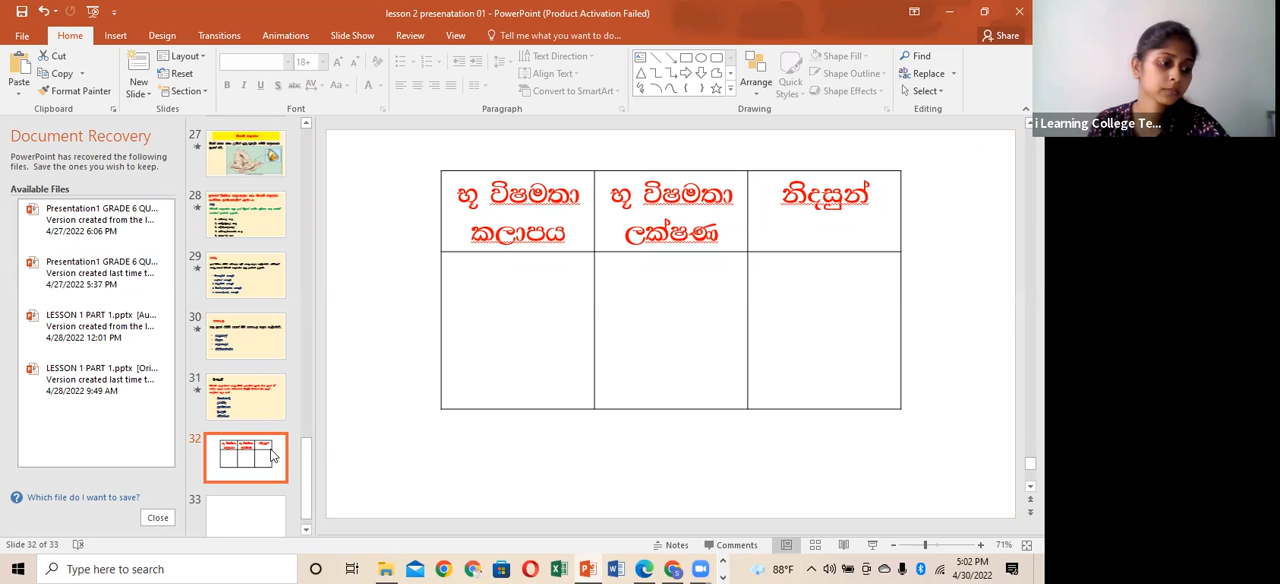 lesson 2 presenatation 01 - PowerPoint (Product Activation Failed)
File Home Insert Design Transitions Animations Slide Show Review View Tell me what you want to do... Share
Paste
Cut
Copy
Format Painter
Clipboard
New Slide
Layout
Reset
Section
Slides
18+
B I U S abc AV Aa A
Font
Text Direction
Align Text
Convert to SmartArt
Paragraph
Arrange
Quick Styles
Shape Fill
Shape Outline
Shape Effects
Drawing
Find
Replace
Select
Editing
i Learning College Te...
Document Recovery
PowerPoint has recovered the following
files. Save the ones you wish to keep.
Available Files
Presentation1 GRADE 6 QU...
Version created from the l...
4/27/2022 6:06 PM
Presentation1 GRADE 6 QU...
Version created last time t...
4/27/2022 5:37 PM
LESSON 1 PART 1.pptx [Au...
Version created from the l...
4/28/2022 12:01 PM
LESSON 1 PART 1.pptx [Ori...
Version created last time t...
4/28/2022 9:49 AM
Which file do I want to save?
Close
27
28
29
30
31
32
33
භූ විෂමතා
කලාපය
භූ විෂමතා
ලක්ෂණ
නිදසුන්
Slide 32 of 33
Notes
Comments
71%
Type here to search
88°F
5:02 PM
4/30/2022